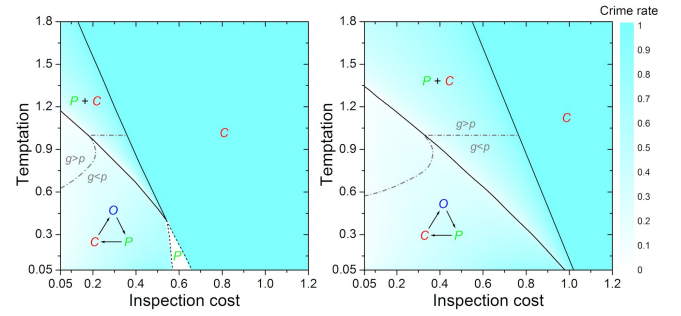 Crime rate
1.8
1.5
1.2
0.9
0.6
0.3
0.05
Temptation
P + C
C
g>p
g<p
O
C
P
P
0.05
0.2
0.4
0.6
0.8
1.0
1.2
Inspection cost
1.8
1.5
1.2
0.9
0.6
0.3
0.05
Temptation
P + C
C
g>p
g<p
g>p
g<p
O
C
P
0.05
0.2
0.4
0.6
0.8
1.0
1.2
Inspection cost
1
0.9
0.8
0.7
0.6
0.5
0.4
0.3
0.2
0.1
0